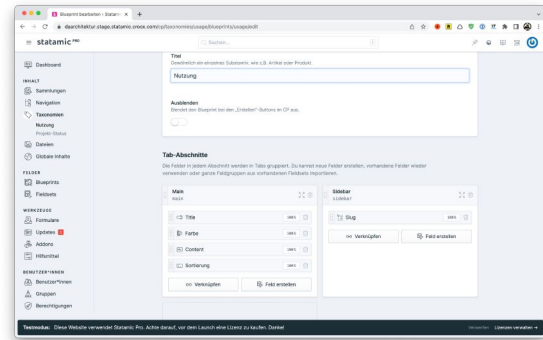 Blueprint bearbeiten ‹ Statami
daarchitektur.stage.statamic.crocx.com/cp/taxonomies/usage/blueprints/usage/edit
statamic PRO
Suchen...
Dashboard
INHALT
Sammlungen
Navigation
Taxonomien
Nutzung
Projekt-Status
Dateien
Globale Inhalte
FELDER
Blueprints
Fieldsets
WERKZEUGE
Formulare
Updates
Addons
Hilfsmittel
BENUTZER*INNEN
Benutzer*innen
Gruppen
Berechtigungen
Titel
Gewöhnlich ein einzelnes Substantiv, wie z.B. Artikel oder Produkt
Nutzung
Ausblenden
Blendet den Blueprint bei den „Erstellen“-Buttons im CP aus.
Tab-Abschnitte
Die Felder in jedem Abschnitt werden in Tabs gruppiert. Du kannst neue Felder erstellen, vorhandene Felder wieder
verwenden oder ganze Feldgruppen aus vorhandenen Fieldsets importieren.
Main
main
Title
Farbe
Content
Sortierung
Verknüpfen Feld erstellen
Sidebar
sidebar
Slug
Verknüpfen Feld erstellen
Testmodus: Diese Website verwendet Statamic Pro. Achte darauf, vor dem Launch eine Lizenz zu kaufen. Danke!
Verwerfen Lizenzen verwalten →